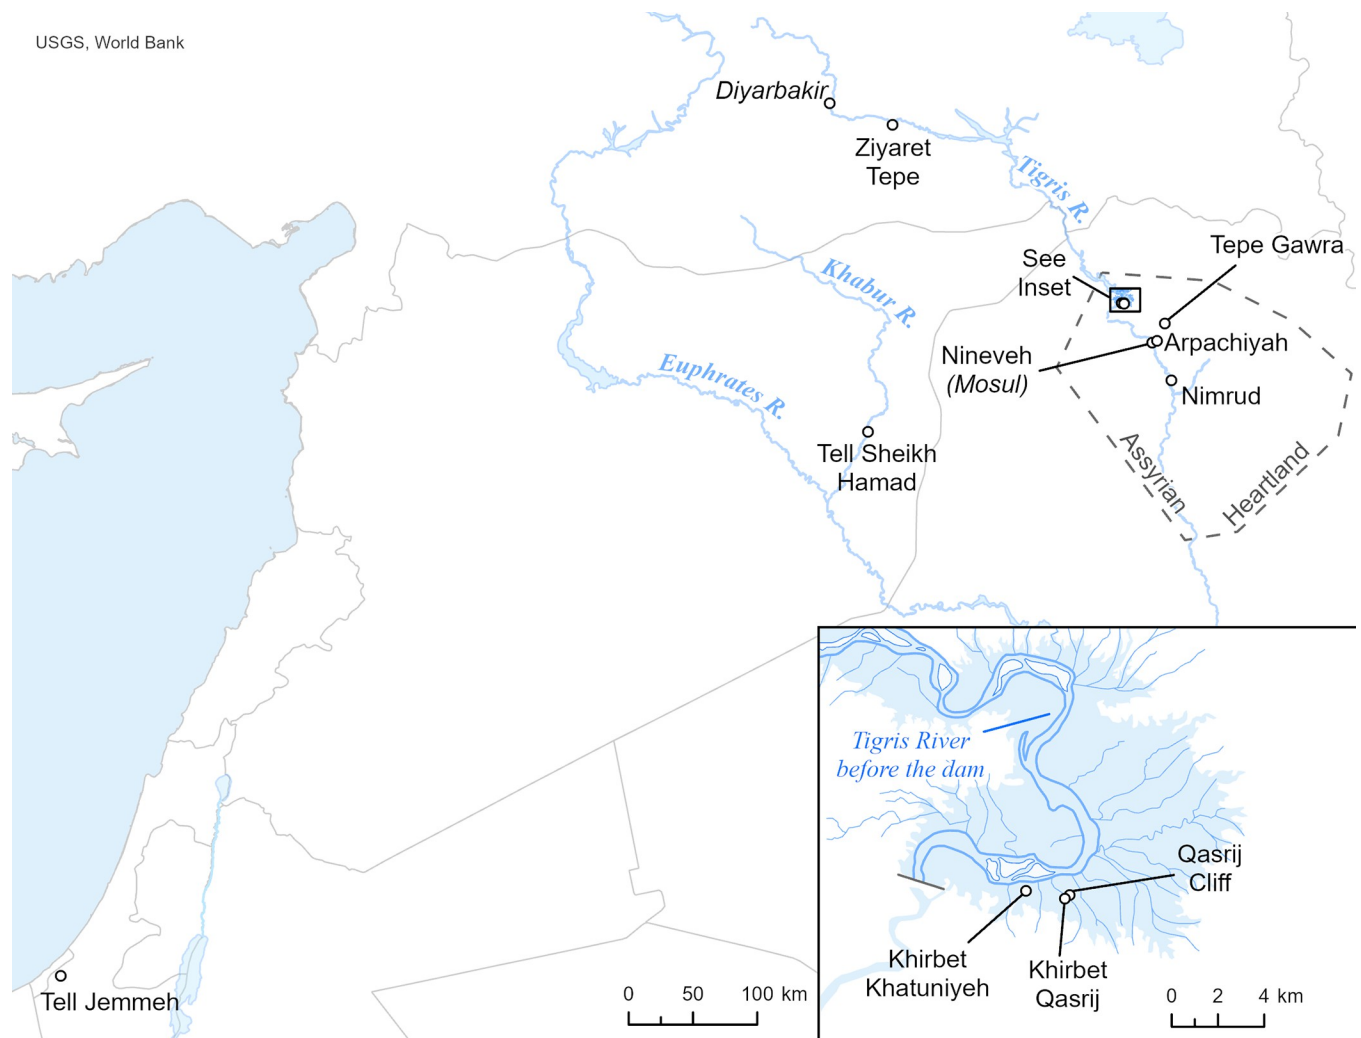 USGS, World Bank
Diyarbakir
Ziyaret
Tepe
Tigris R.
Tepe Gawra
See
Inset
Khabur R.
Arpachiyah
Nineveh
(Mosul)
Euphrates R.
Nimrud
Tell Sheikh
Hamad
Assyrian
Heartland
Tigris River
before the dam
Qasrij
Cliff
Khirbet
Khatuniyeh
Khirbet
Qasrij
Tell Jemmeh
0 50 100 km
0 2 4 km